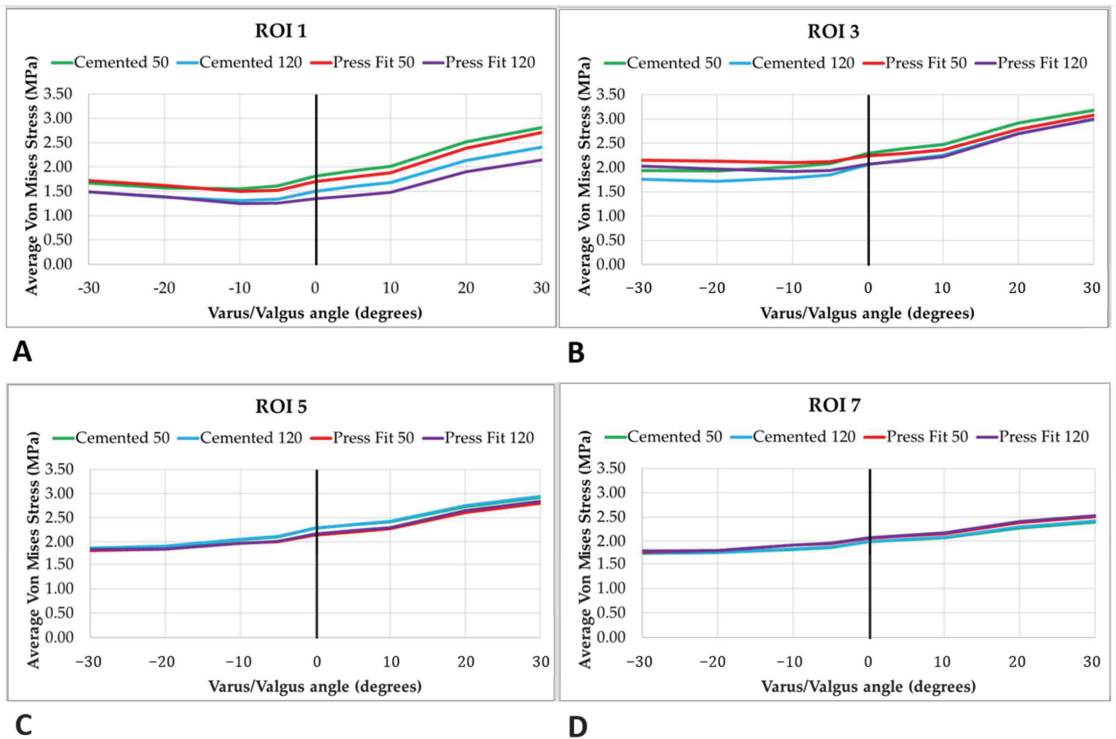 ROI 1
Cemented 50 Cemented 120 Press Fit 50 Press Fit 120
Average Von Mises Stress (MPa)
3.50
3.00
2.50
2.00
1.50
1.00
0.50
0.00
-30 -20 -10 0 10 20 30
Varus/Valgus angle (degrees)
A
ROI 3
Cemented 50 Cemented 120 Press Fit 50 Press Fit 120
Average Von Mises Stress (MPa)
3.50
3.00
2.50
2.00
1.50
1.00
0.50
0.00
−30 −20 −10 0 10 20 30
Varus/Valgus angle (degrees)
B
ROI 5
Cemented 50 Cemented 120 Press Fit 50 Press Fit 120
Average Von Mises Stress (MPa)
3.50
3.00
2.50
2.00
1.50
1.00
0.50
0.00
−30 −20 −10 0 10 20 30
Varus/Valgus angle (degrees)
C
ROI 7
Cemented 50 Cemented 120 Press Fit 50 Press Fit 120
Average Von Mises Stress (MPa)
3.50
3.00
2.50
2.00
1.50
1.00
0.50
0.00
−30 −20 −10 0 10 20 30
Varus/Valgus angle (degrees)
D